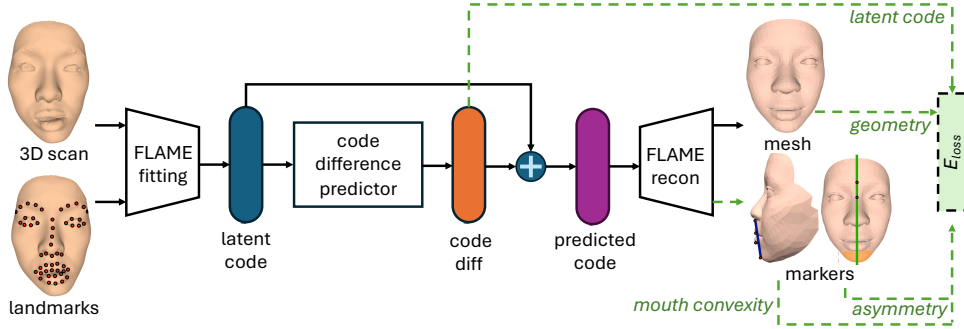 latent code
3D scan
FLAME
fitting
code
difference
predictor
FLAME
recon
mesh
geometry
E_loss
landmarks
latent
code
code
diff
predicted
code
markers
mouth convexity
asymmetry